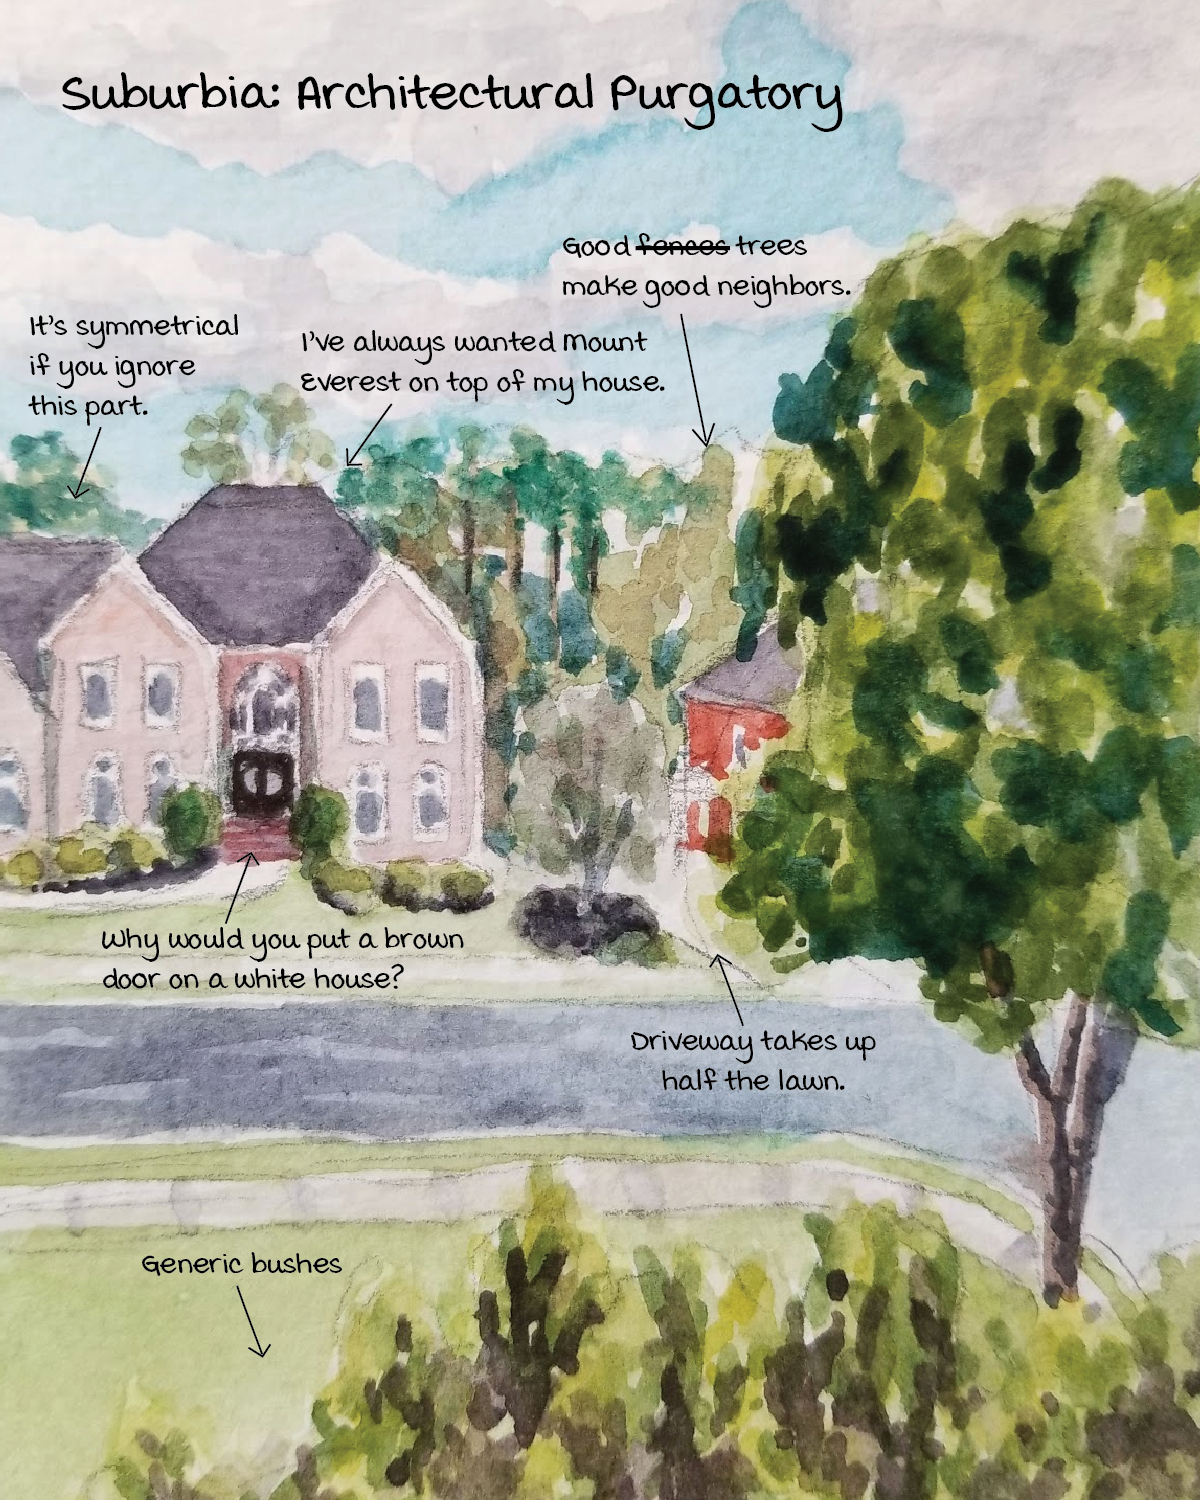 Suburbia: Architectural Purgatory
Good fences trees
make good neighbors.
It's symmetrical
if you ignore
this part.
I've always wanted mount
Everest on top of my house.
Why would you put a brown
door on a white house?
Driveway takes up
half the lawn.
Generic bushes